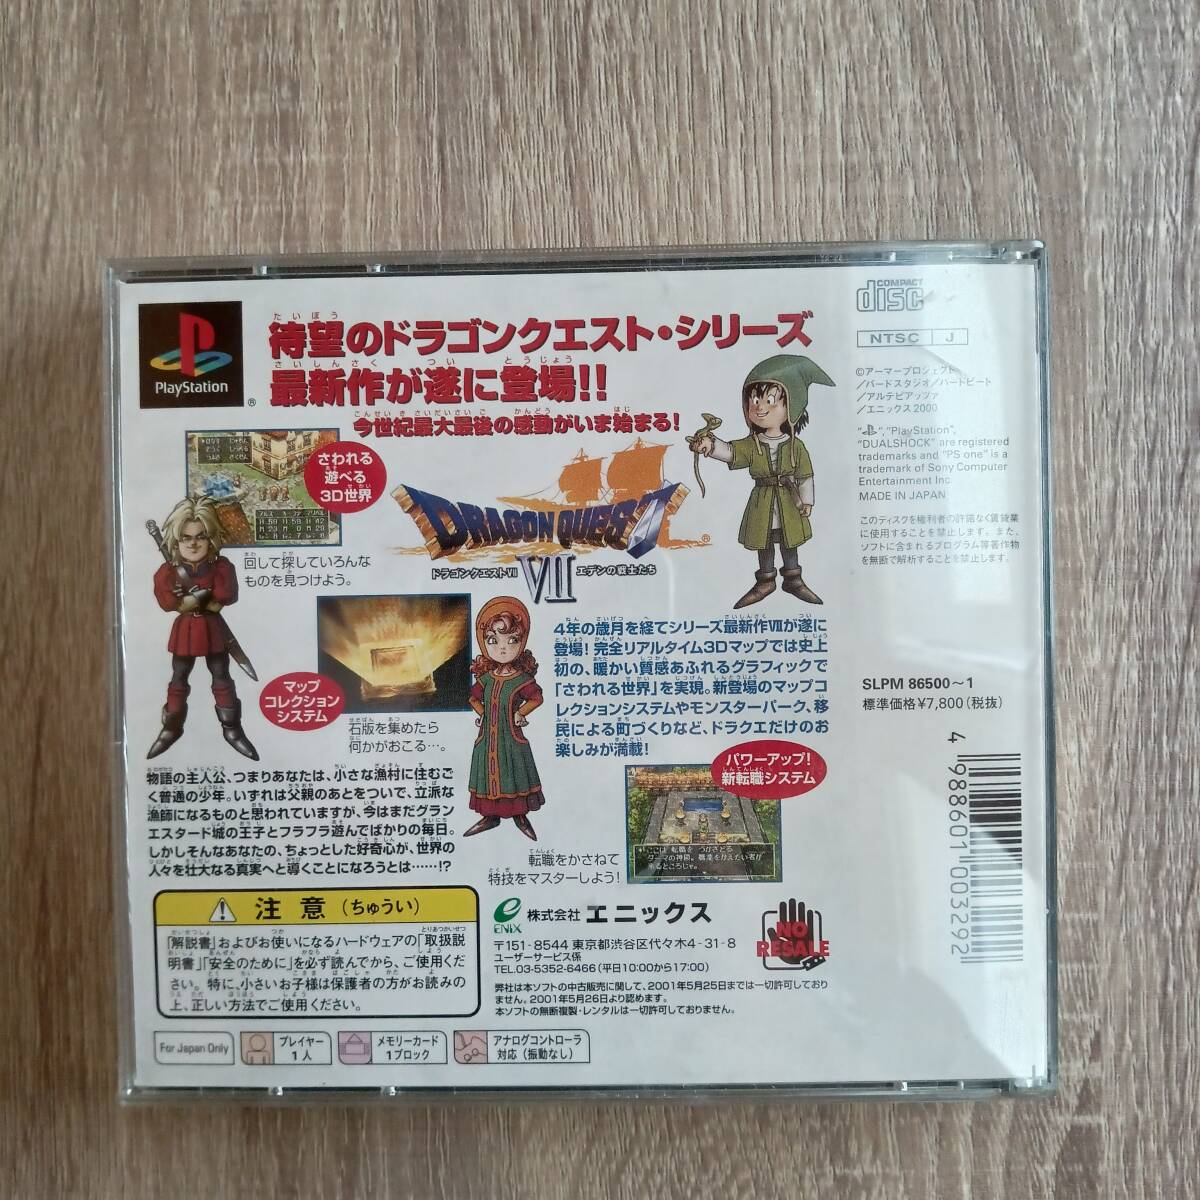 PlayStation
®
待望のドラゴンクエスト・シリーズ
最新作が遂に登場!!
今世紀最大最後の感動がいま始まる!
さわれる
遊べる
3D世界
回して探していろんな
ものを見つけよう。
DRAGON QUEST
®
ドラゴンクエストVII
VII
エデンの戦士たち
マップ
コレクション
システム
石版を集めたら
何かがおこる…。
4年の歳月を経てシリーズ最新作VIIが遂に
登場! 完全リアルタイム3Dマップでは史上
初の、暖かい質感あふれるグラフィックで
「さわれる世界」を実現。新登場のマップコ
レクションシステムやモンスターパーク、移
民による町づくりなど、ドラクエだけのお
楽しみが満載!
パワーアップ!
新転職システム
ここは 転職を つかさどる
ダーマの神殿。職業をかえたい者が
来るところじゃ。
転職をかさねて
特技をマスターしよう!
物語の主人公、つまりあなたは、小さな漁村に住むご
く普通の少年。いずれは父親のあとをついで、立派な
漁師になるものと思われていますが、今はまだグラン
エスタード城の王子とフラフラ遊んでばかりの毎日。
しかしそんなあなたの、ちょっとした好奇心が、世界の
人々を壮大なる真実へと導くことになろうとは……!?
注意(ちゅうい)
「解説書」およびお使いになるハードウェアの「取扱説
明書」「安全のために」を必ず読んでから、ご使用くだ
さい。特に、小さいお子様は保護者の方がお読みの
上、正しい方法でご使用ください。
ENIX
株式会社 エニックス
〒151-8544 東京都渋谷区代々木4-31-8
ユーザーサービス係
TEL.03-5352-6466(平日10:00から17:00)
弊社は本ソフトの中古販売に関して、2001年5月25日までは一切許可しており
ません。2001年5月26日より認めます。
本ソフトの無断複製・レンタルは一切許可しておりません。
NO
RESALE
For Japan Only
プレイヤー
1人
メモリーカード
1ブロック
アナログコントローラ
対応(振動なし)
COMPACT
disc
NTSC J
©アーマープロジェクト
/バードスタジオ/ハートビート
/アルテピアッツァ
/エニックス2000
"PS", "PlayStation",
"DUALSHOCK" are registered
trademarks and "PS one" is a
trademark of Sony Computer
Entertainment Inc.
MADE IN JAPAN
このディスクを権利者の許諾なく賃貸業
に使用することを禁止します。また、
ソフトに含まれるプログラム等著作物
を無断で解析することを禁止します。
SLPM 86500～1
標準価格¥7,800(税抜)
4 988601 003292